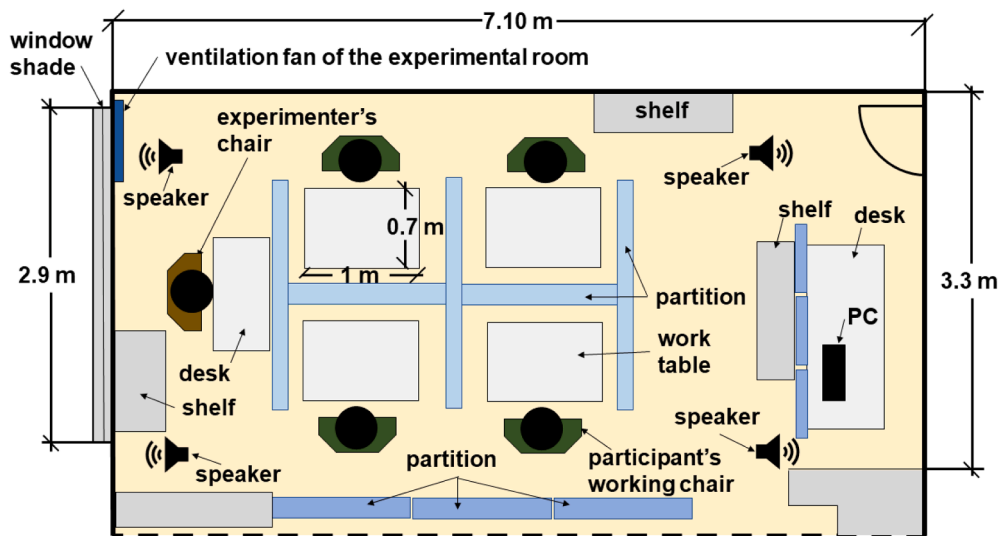 7.10 m
window
shade
ventilation fan of the experimental room
experimenter's
chair
shelf
speaker
speaker
0.7 m
shelf
desk
2.9 m
1 m
3.3 m
partition
PC
work
table
desk
shelf
speaker
speaker
partition
participant's
working chair